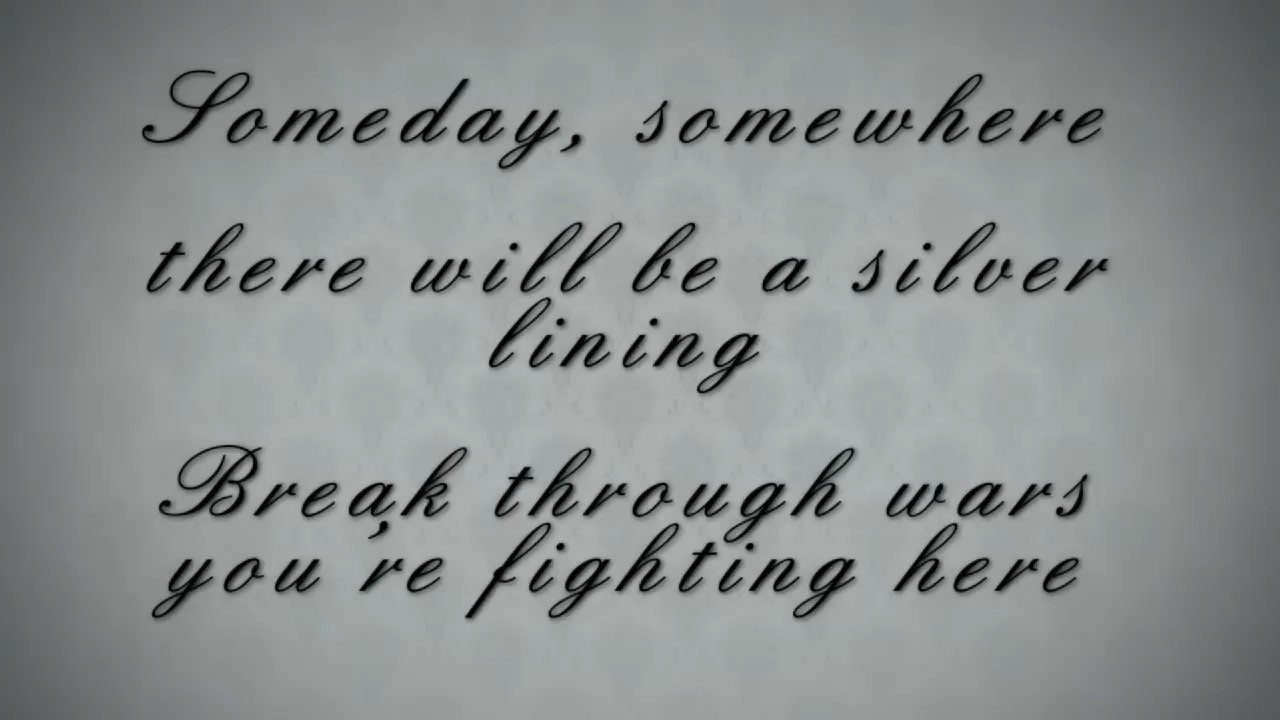 Someday, somewhere
there will be a silver
lining
Break through wars
you're fighting here